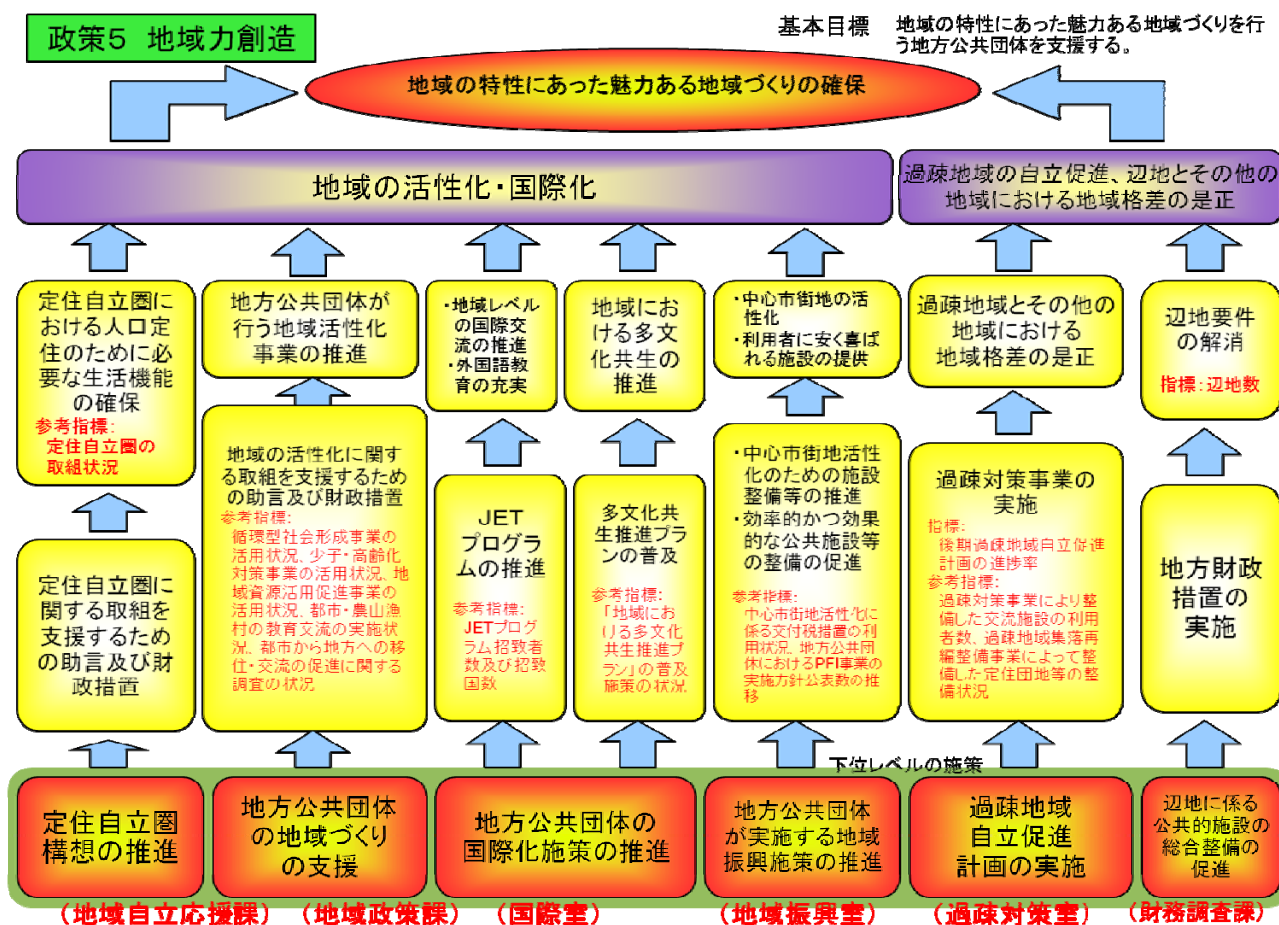 政策5 地域力創造
基本目標 地域の特性にあった魅力ある地域づくりを行
う地方公共団体を支援する。
地域の特性にあった魅力ある地域づくりの確保
地域の活性化・国際化
過疎地域の自立促進、辺地とその他の
地域における地域格差の是正
定住自立圏に
おける人口定
住のために必
要な生活機能
の確保
参考指標:
定住自立圏の
取組状況
地方公共団体が
行う地域活性化
事業の推進
・地域レベル
の国際交
流の推進
・外国語教
育の充実
地域にお
ける多文
化共生の
推進
・中心市街地の活
性化
・利用者に安く喜ば
れる施設の提供
過疎地域とその他の
地域における
地域格差の是正
辺地要件
の解消
指標:辺地数
定住自立圏に
関する取組を
支援するため
の助言及び財
政措置
地域の活性化に関す
る取組を支援するため
の助言及び財政措置
参考指標:
循環型社会形成事業の
活用状況、少子・高齢化
対策事業の活用状況、地
域資源活用促進事業の
活用状況、都市・農山漁
村の教育交流の実施状
況、都市から地方への移
住・交流の促進に関する
調査の状況
JET
プログラ
ムの推進
参考指標:
JETプログ
ラム招致者
数及び招致
国数
多文化共
生推進プラ
ンの普及
参考指標:
「地域にお
ける多文化
共生推進プ
ラン」の普及
施策の状況
・中心市街地活性
化のための施設
整備等の推進
・効率的かつ効果
的な公共施設等
の整備の促進
参考指標:
中心市街地活性化に
係る交付税措置の利
用状況、地方公共団
体におけるPFI事業の
実施方針公表数の推
移
過疎対策事業の
実施
指標:
後期過疎地域自立促進
計画の進捗率
参考指標:
過疎対策事業により整
備した交流施設の利用
者数、過疎地域集落再
編整備事業によって整
備した定住団地等の整
備状況
地方財政
措置の
実施
下位レベルの施策
定住自立圏
構想の推進
地方公共団体
の地域づくり
の支援
地方公共団体の
国際化施策の推進
地方公共団体
が実施する地域
振興施策の推進
過疎地域
自立促進
計画の実施
辺地に係る
公共的施設の
総合整備の
促進
(地域自立応援課) (地域政策課) (国際室) (地域振興室) (過疎対策室) (財務調査課)